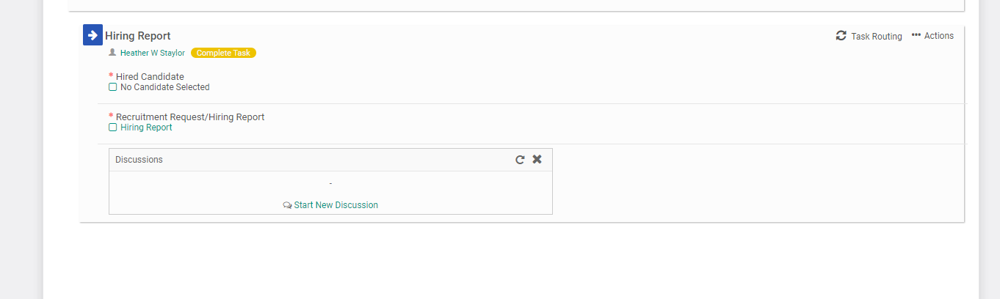 Hiring Report
Task Routing ••• Actions
Heather W Staylor Complete Task
* Hired Candidate
No Candidate Selected
* Recruitment Request/Hiring Report
Hiring Report
Discussions
-
Start New Discussion